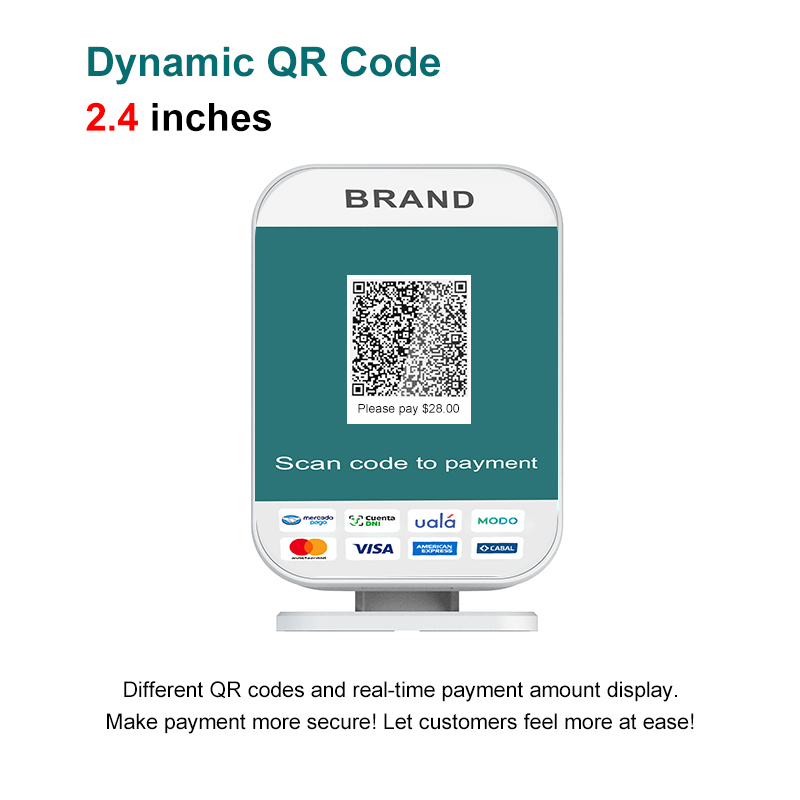 Dynamic QR Code
2.4 inches
BRAND
Please pay $28.00
Scan code to payment
mercado pago
Cuenta DNI
ualá
MODO
mastercard
VISA
AMERICAN EXPRESS
CABAL
Different QR codes and real-time payment amount display.
Make payment more secure! Let customers feel more at ease!